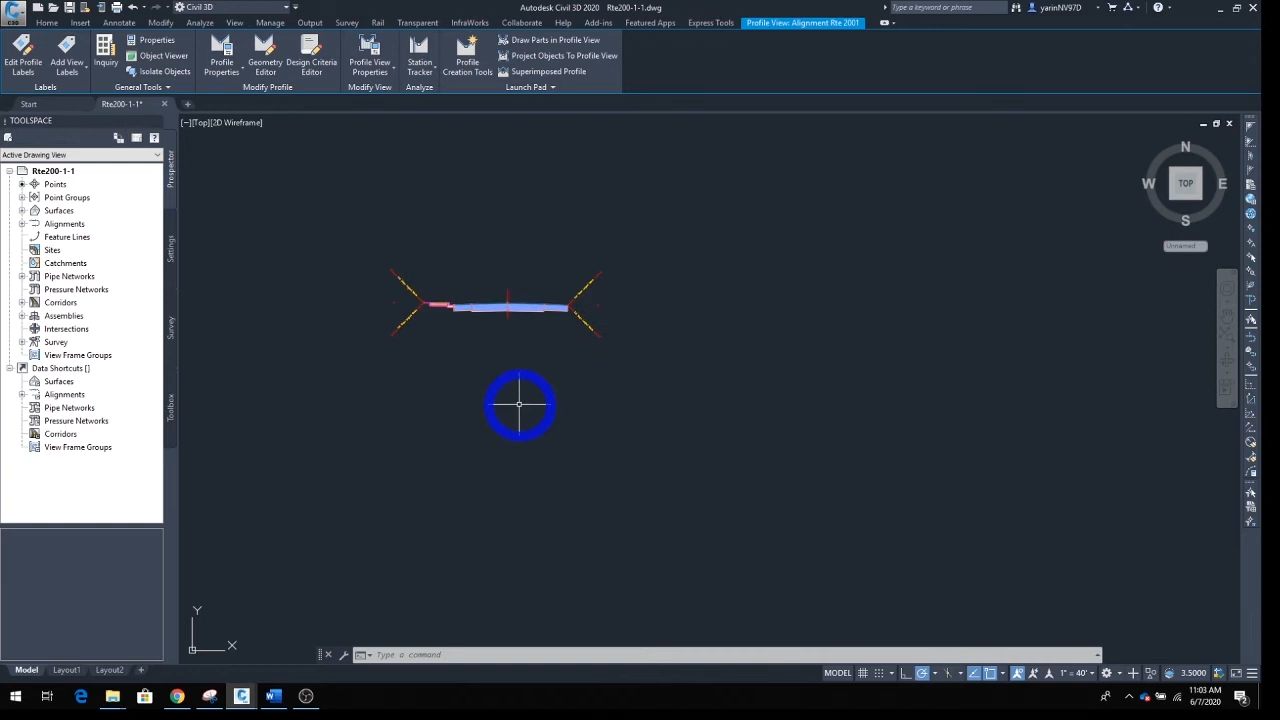 Civil 3D
Autodesk Civil 3D 2020 Rte200-1-1.dwg
Type a keyword or phrase
yarinNV97D
Home Insert Annotate Modify Analyze View Manage Output Survey Rail Transparent InfraWorks Collaborate Help Add-ins Featured Apps Express Tools Profile View: Alignment Rte 2001
Edit Profile Labels
Add View Labels
Inquiry
Properties
Object Viewer
Isolate Objects
Profile Properties
Geometry Editor
Design Criteria Editor
Profile View Properties
Station Tracker
Profile Creation Tools
Draw Parts in Profile View
Project Objects To Profile View
Superimposed Profile
Labels General Tools Modify Profile Modify View Analyze Launch Pad
Start Rte200-1-1*
TOOLSPACE
[−][Top][2D Wireframe]
Active Drawing View
Rte200-1-1
Points
Point Groups
Surfaces
Alignments
Feature Lines
Sites
Catchments
Pipe Networks
Pressure Networks
Corridors
Assemblies
Intersections
Survey
View Frame Groups
Data Shortcuts []
Surfaces
Alignments
Pipe Networks
Pressure Networks
Corridors
View Frame Groups
Prospector
Settings
Survey
Toolbox
N
W TOP E
S
Unnamed
Y
X
Type a command
Model Layout1 Layout2
MODEL 1" = 40' 3.5000
11:03 AM
6/7/2020
2